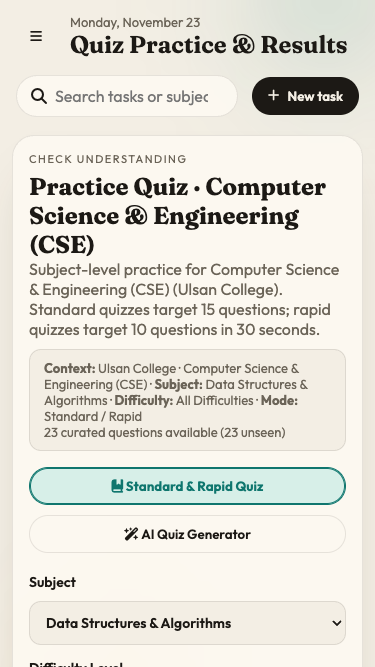 Monday, November 23
Quiz Practice & Results
Search tasks or subjec
+ New task
CHECK UNDERSTANDING
Practice Quiz · Computer
Science & Engineering
(CSE)
Subject-level practice for Computer Science
& Engineering (CSE) (Ulsan College).
Standard quizzes target 15 questions; rapid
quizzes target 10 questions in 30 seconds.
Context: Ulsan College · Computer Science &
Engineering (CSE) · Subject: Data Structures &
Algorithms · Difficulty: All Difficulties · Mode:
Standard / Rapid
23 curated questions available (23 unseen)
Standard & Rapid Quiz
AI Quiz Generator
Subject
Data Structures & Algorithms
Difficulty Level